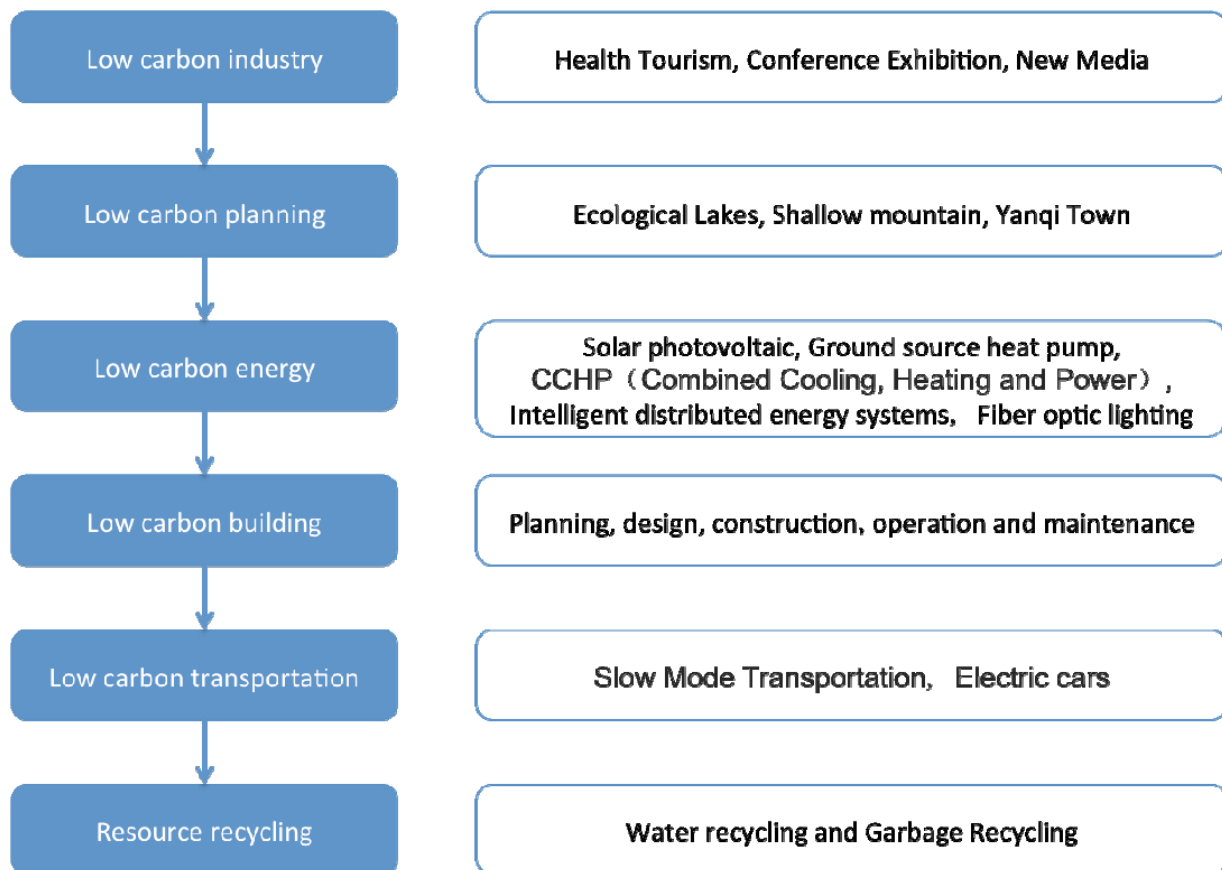 Low carbon industry
Health Tourism, Conference Exhibition, New Media
Low carbon planning
Ecological Lakes, Shallow mountain, Yanqi Town
Low carbon energy
Solar photovoltaic, Ground source heat pump,
CCHP（Combined Cooling, Heating and Power）,
Intelligent distributed energy systems, Fiber optic lighting
Low carbon building
Planning, design, construction, operation and maintenance
Low carbon transportation
Slow Mode Transportation, Electric cars
Resource recycling
Water recycling and Garbage Recycling